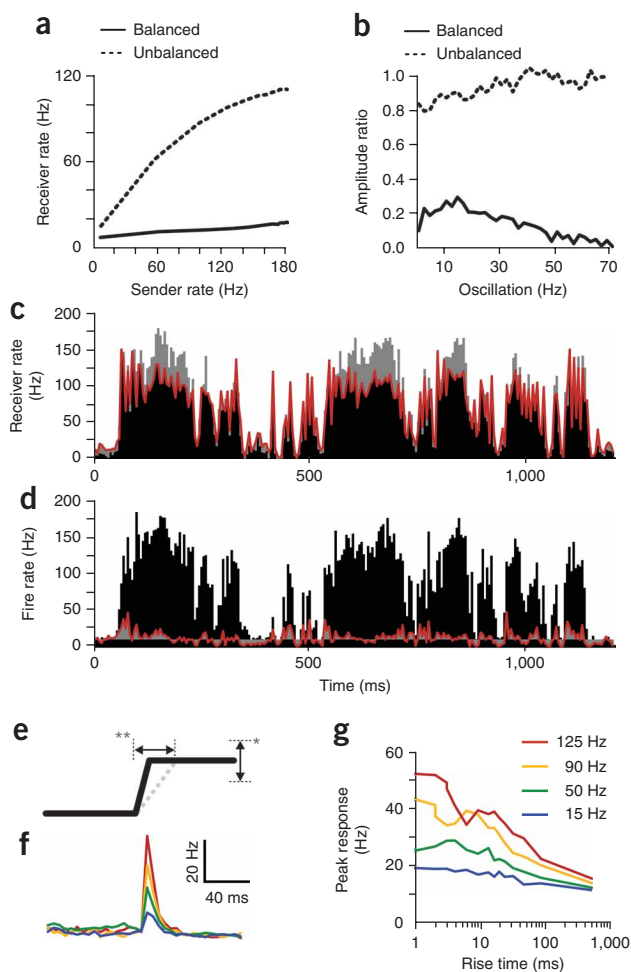 a
Balanced
Unbalanced
120
60
0
Receiver rate (Hz)
0 60 120 180
Sender rate (Hz)
b
Balanced
Unbalanced
1.0
0.8
0.6
0.4
0.2
0.0
Amplitude ratio
10 30 50 70
Oscillation (Hz)
c
200
150
100
50
0
Receiver rate
(Hz)
0 500 1,000
d
200
150
100
50
0
Fire rate (Hz)
0 500 1,000
Time (ms)
e
** *
f
20 Hz
40 ms
g
125 Hz
90 Hz
50 Hz
15 Hz
60
40
20
0
Peak response
(Hz)
1 10 100 1,000
Rise time (ms)